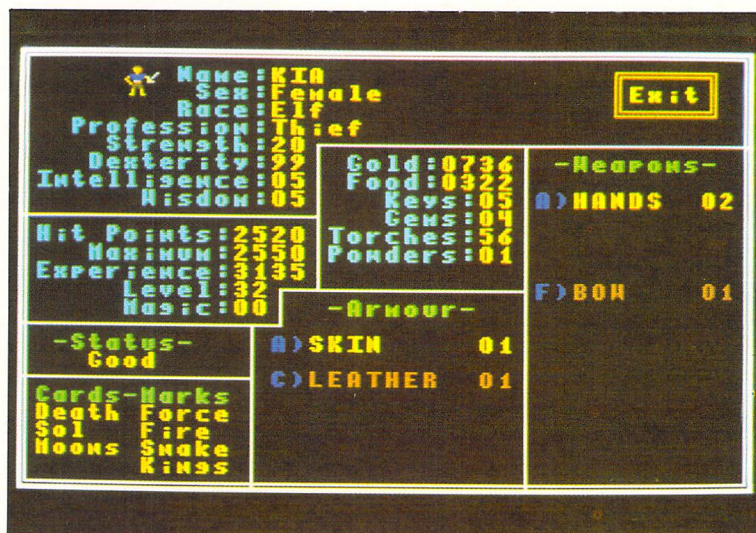 Name:KIA
Sex:Female
Race:Elf
Profession:Thief
Strength:20
Dexterity:99
Intelligence:05
Wisdom:05
Exit
Gold:0736
Food:0322
Keys:05
Gems:04
Torches:56
Powders:01
Hit Points:2520
Maximum:2550
Experience:3135
Level:32
Magic:00
-Status-
Good
Cards-Marks
Death Force
Sol Fire
Moons Snake
Kings
-Armour-
A)SKIN 01
C)LEATHER 01
-Weapons-
A)HANDS 02
F)BOW 01